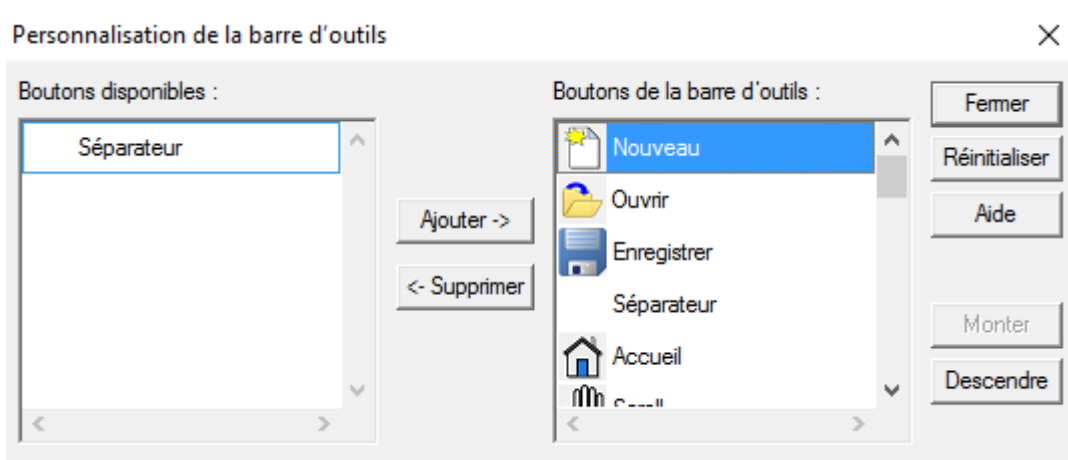 Personnalisation de la barre d'outils
Boutons disponibles :
Séparateur
Ajouter ->
<- Supprimer
Boutons de la barre d'outils :
Nouveau
Ouvrir
Enregistrer
Séparateur
Accueil
Fermer
Réinitialiser
Aide
Monter
Descendre